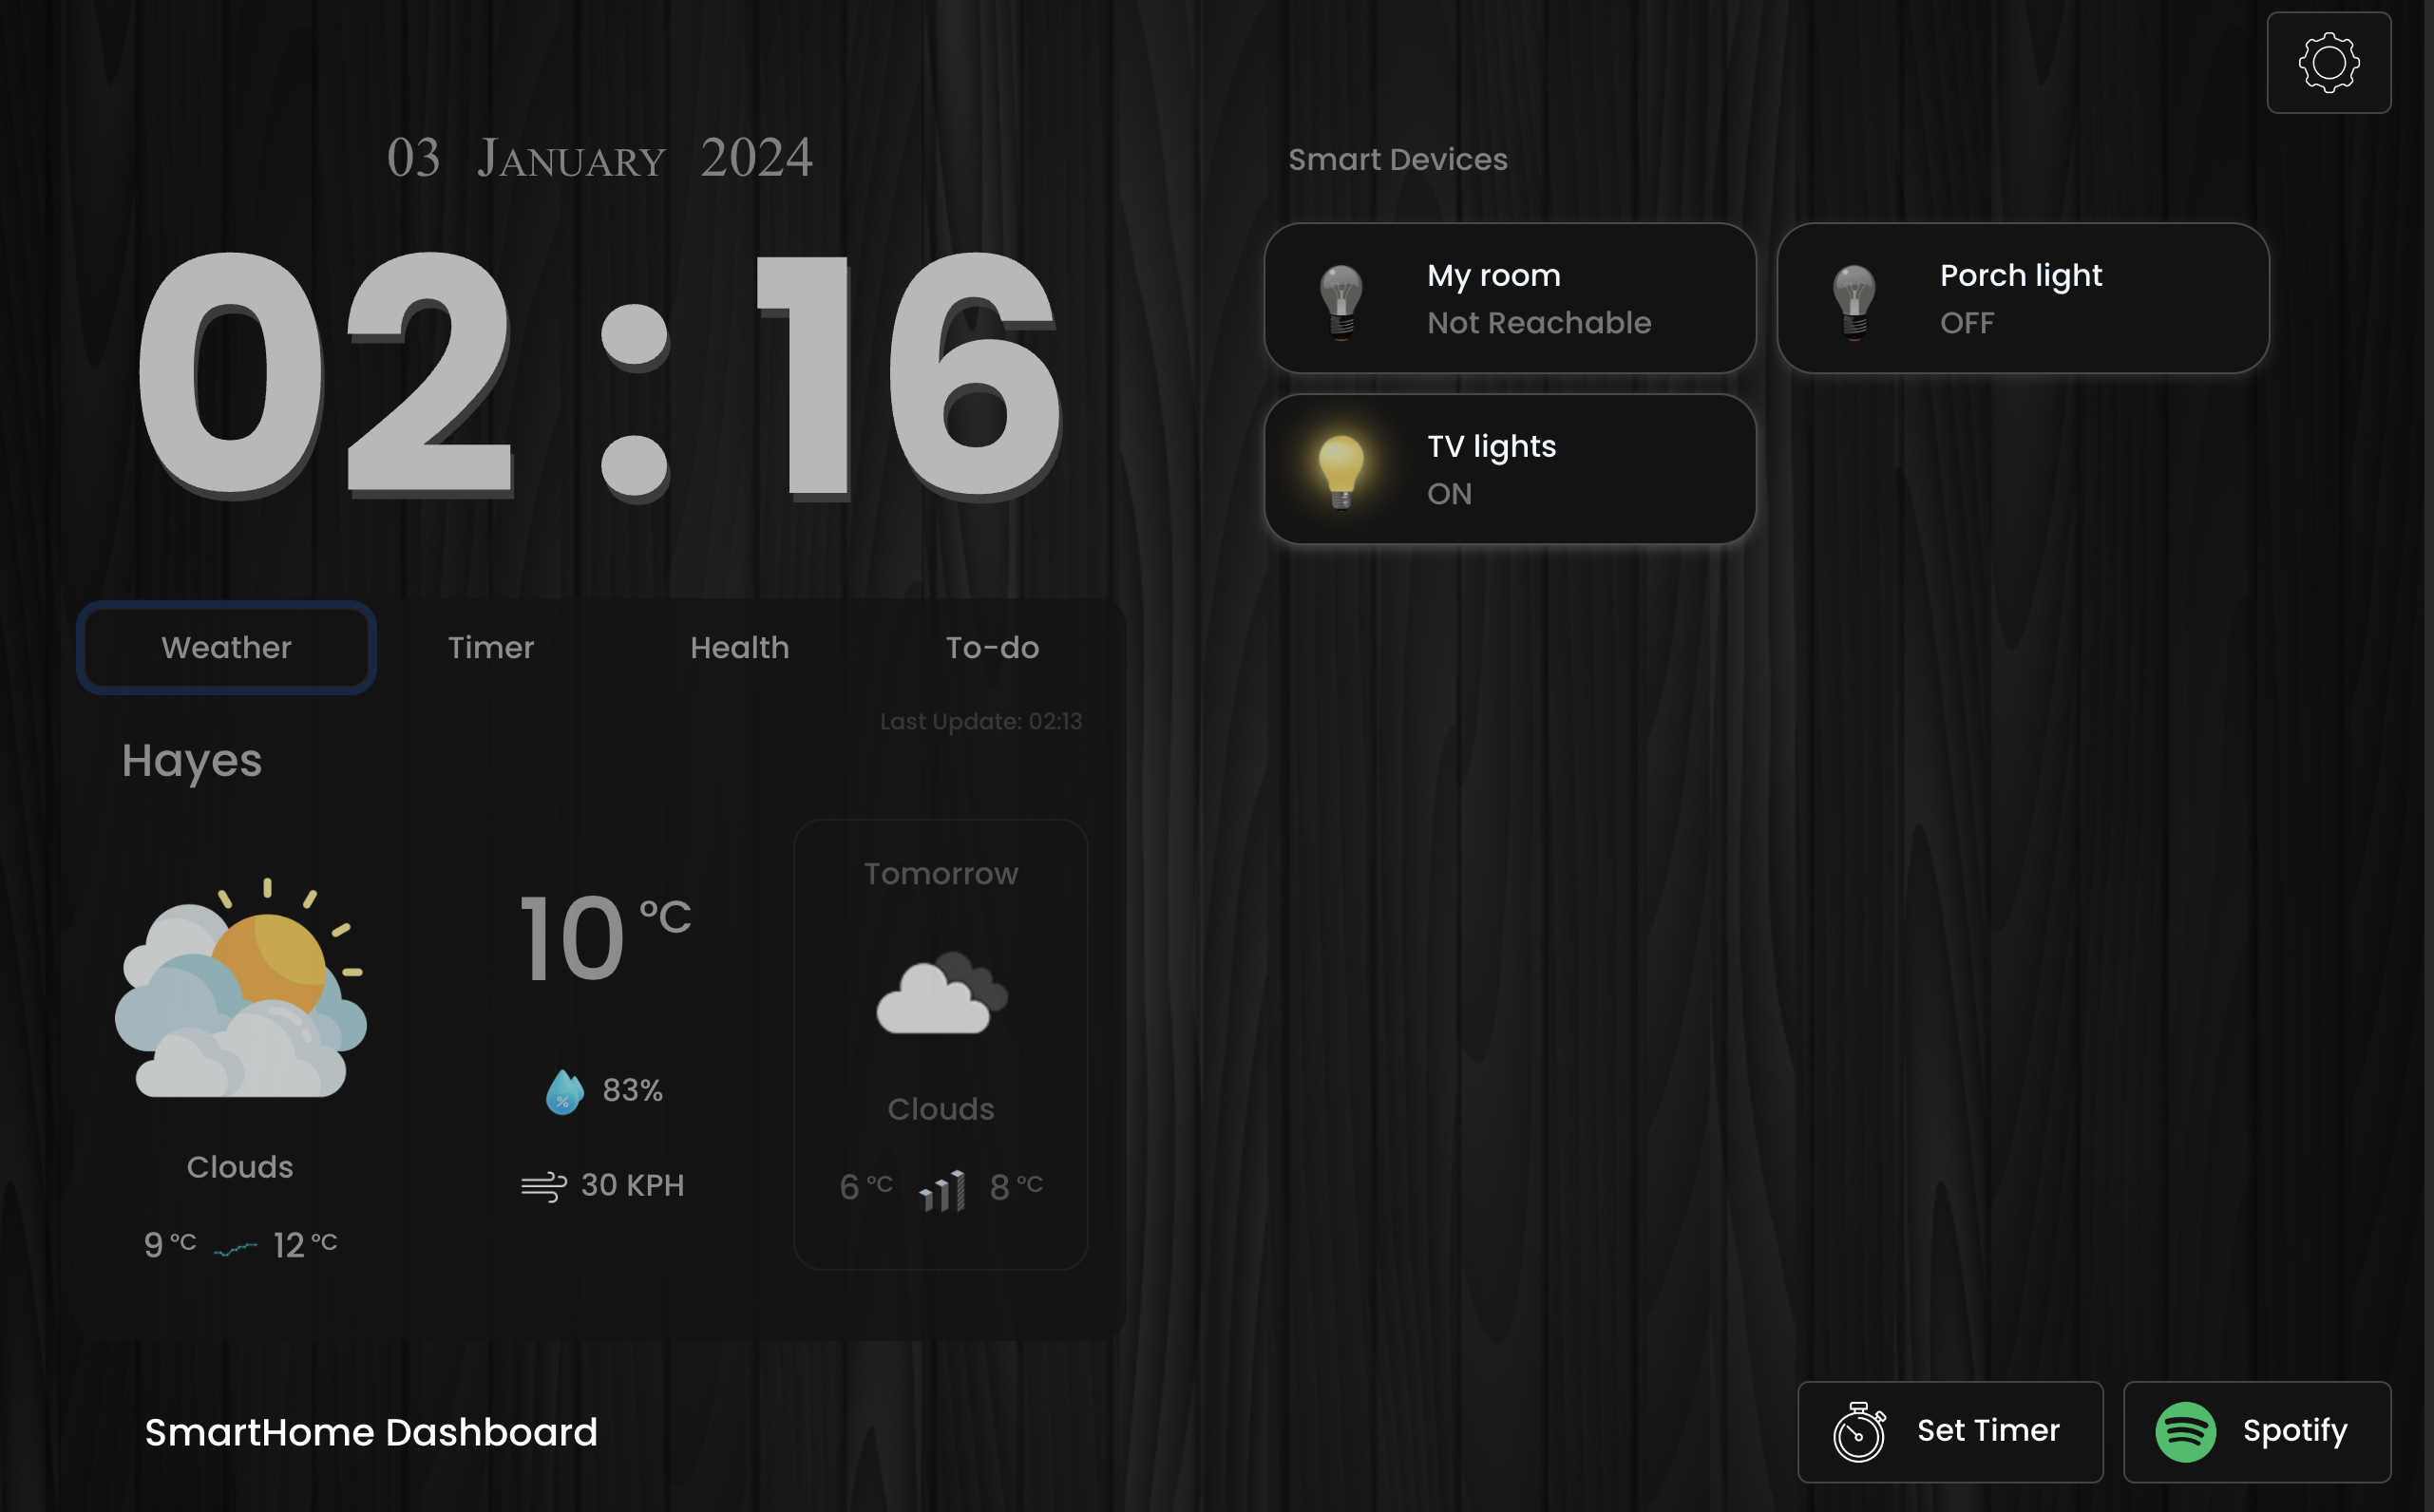 03 January 2024
02:16
Weather Timer Health To-do
Last Update: 02:13
Hayes
10 °C
83%
30 KPH
Clouds
9 °C 12 °C
Tomorrow
Clouds
6 °C 8 °C
SmartHome Dashboard
Smart Devices
My room
Not Reachable
Porch light
OFF
TV lights
ON
Set Timer
Spotify